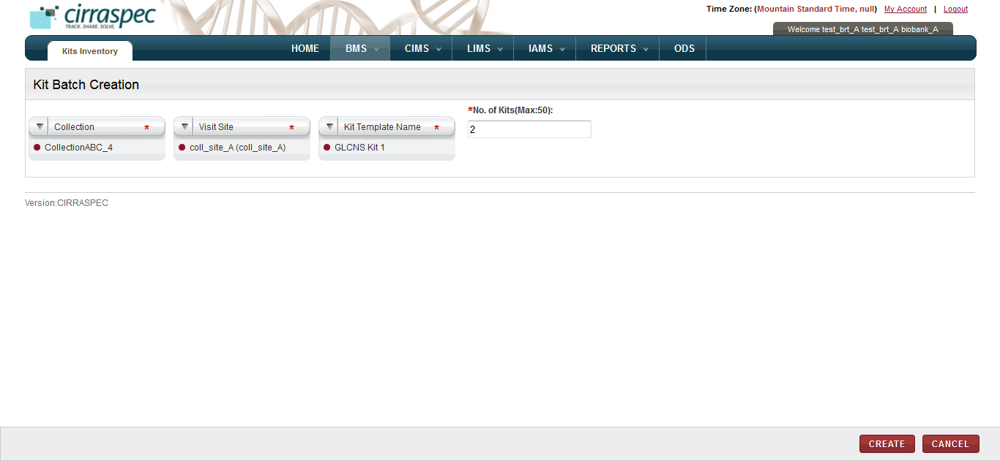 cirraspec
TRACK. SHARE. SOLVE.
Time Zone: (Mountain Standard Time, null) My Account | Logout
Welcome test_brt_A test_brt_A biobank_A
Kits Inventory
HOME BMS CIMS LIMS IAMS REPORTS ODS
Kit Batch Creation
*No. of Kits(Max:50):
Collection * Visit Site * Kit Template Name * 2
CollectionABC_4 coll_site_A (coll_site_A) GLCNS Kit 1
Version:CIRRASPEC
CREATE CANCEL